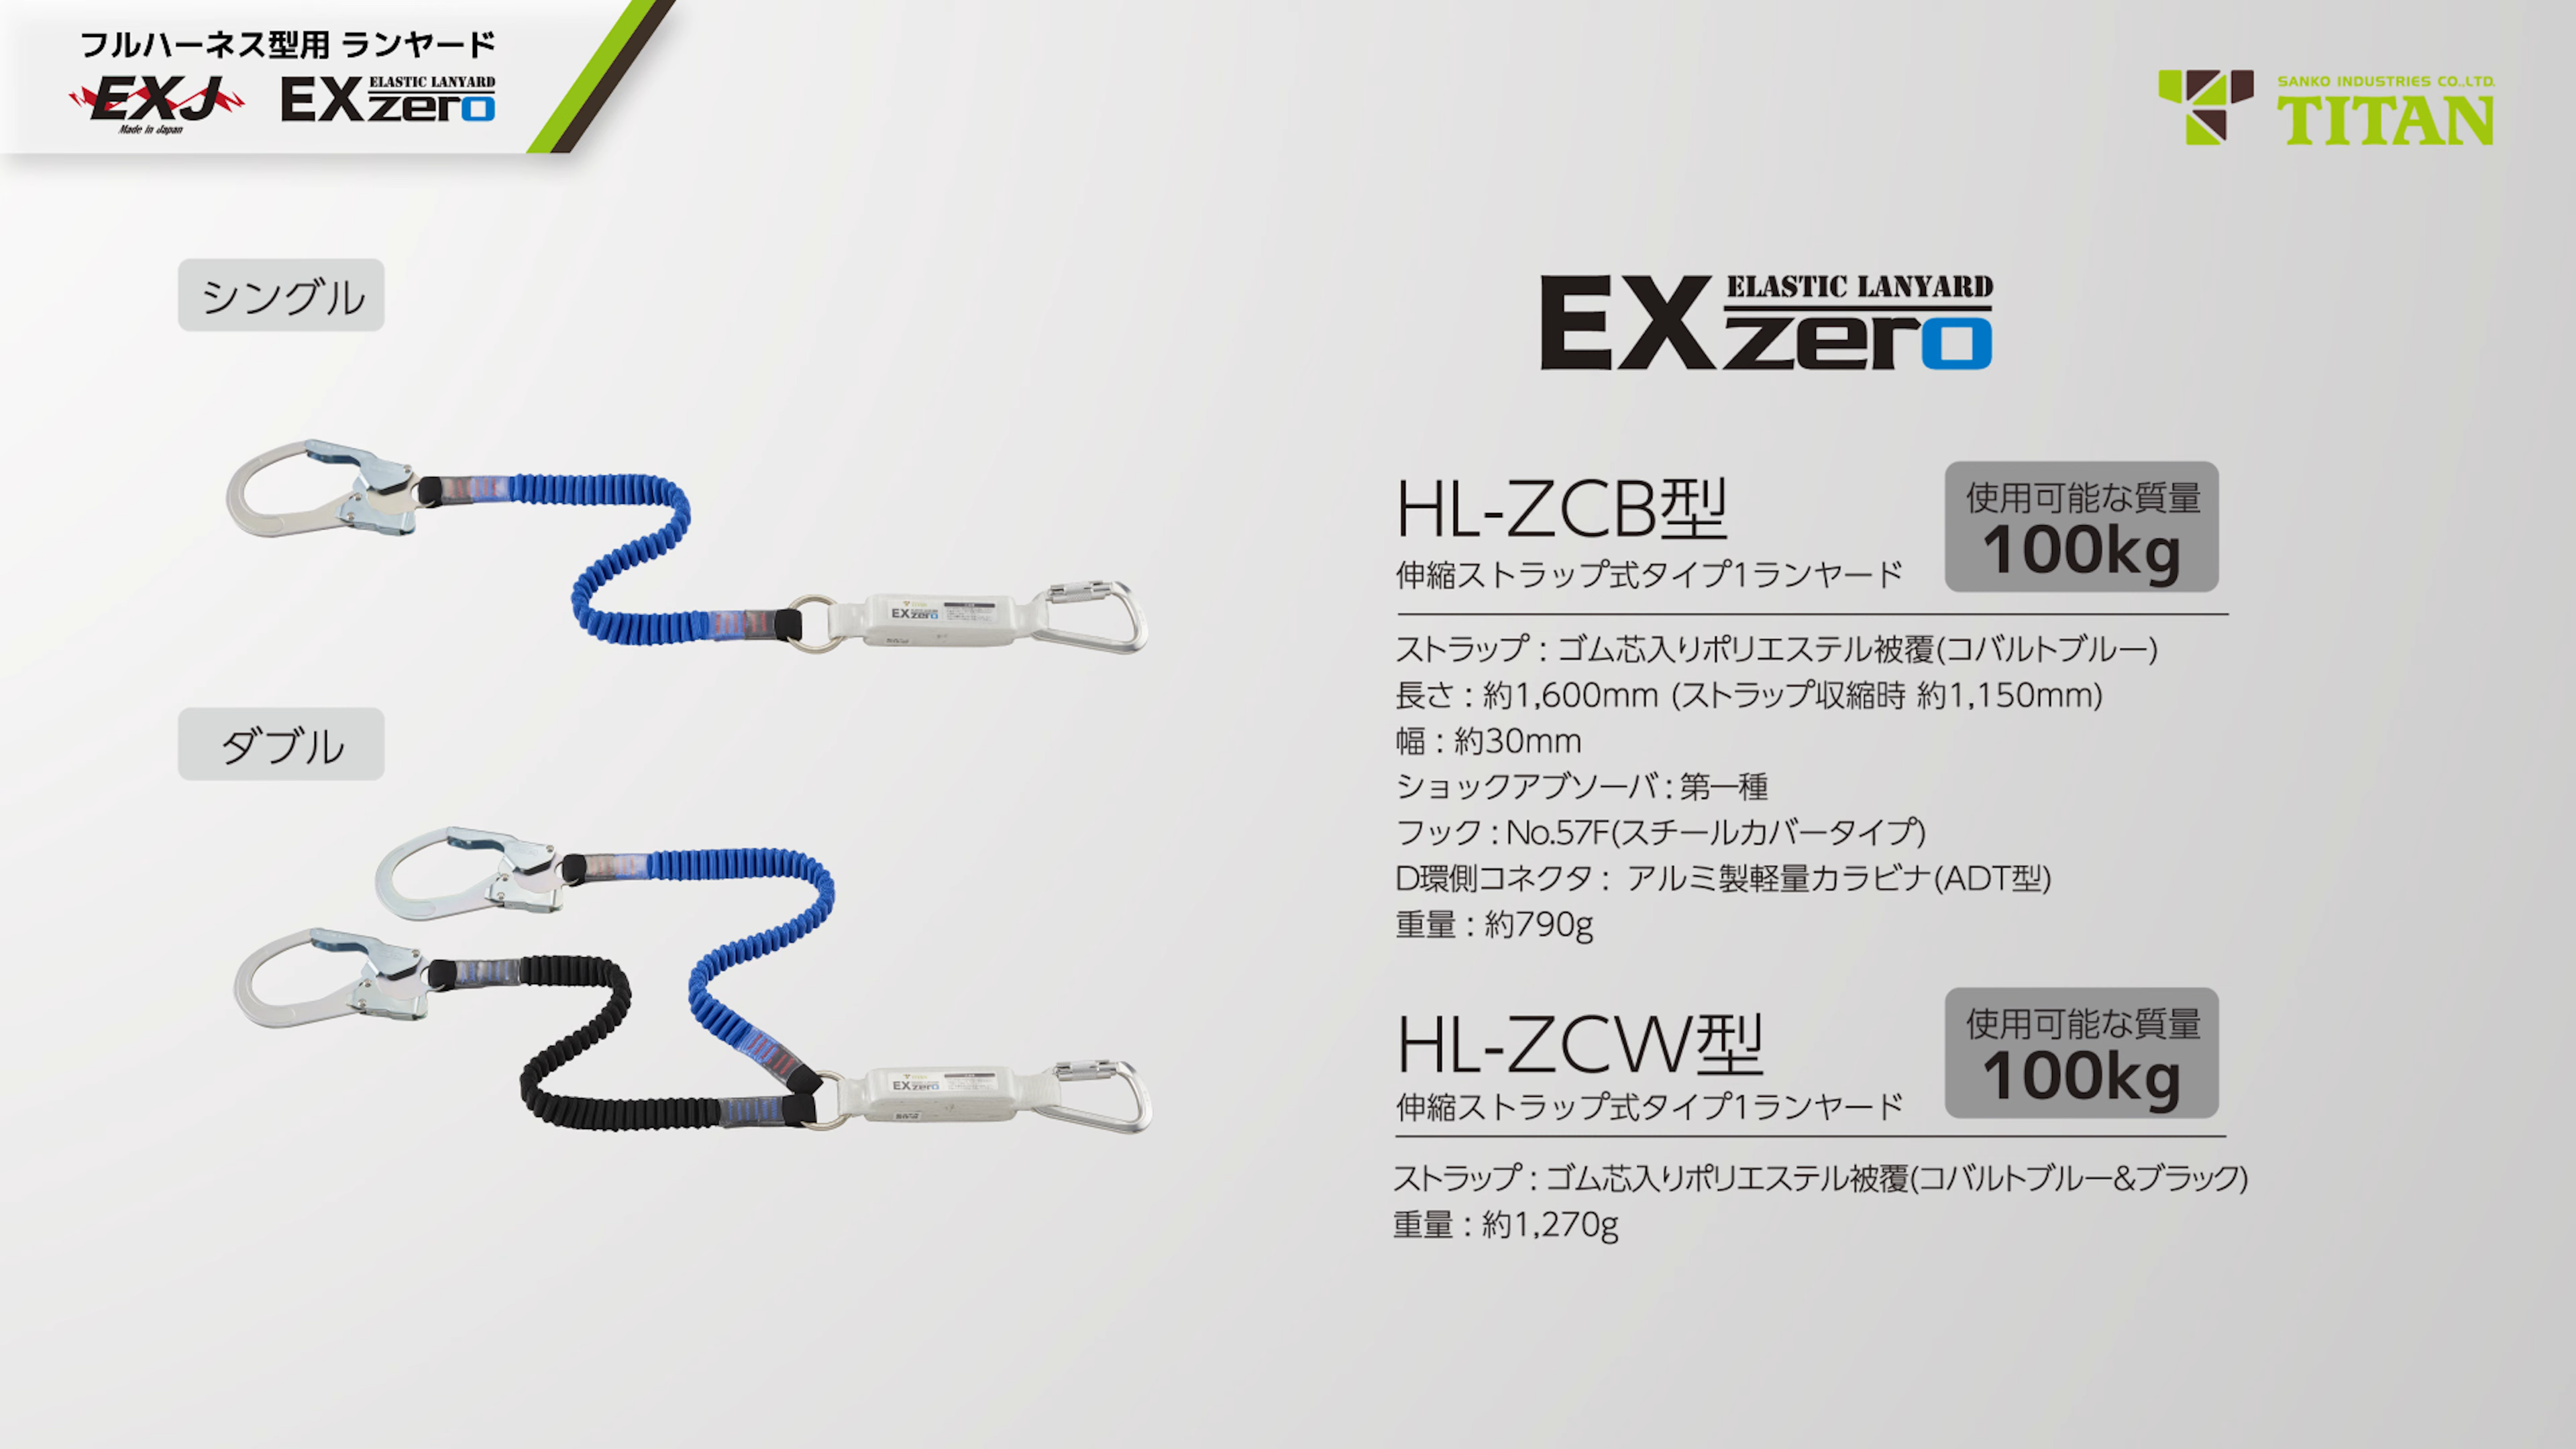 フルハーネス型用 ランヤード
EXJ
Made in Japan
EX ELASTIC LANYARD
zero
SANKO INDUSTRIES CO.,LTD.
TITAN
シングル
EX zero
ダブル
EX zero
EX ELASTIC LANYARD
zero
HL-ZCB型
伸縮ストラップ式タイプ1ランヤード
使用可能な質量
100kg
ストラップ：ゴム芯入りポリエステル被覆(コバルトブルー)
長さ：約1,600mm (ストラップ収縮時 約1,150mm)
幅：約30mm
ショックアブソーバ：第一種
フック：No.57F(スチールカバータイプ)
D環側コネクタ： アルミ製軽量カラビナ(ADT型)
重量：約790g
HL-ZCW型
伸縮ストラップ式タイプ1ランヤード
使用可能な質量
100kg
ストラップ：ゴム芯入りポリエステル被覆(コバルトブルー&ブラック)
重量：約1,270g